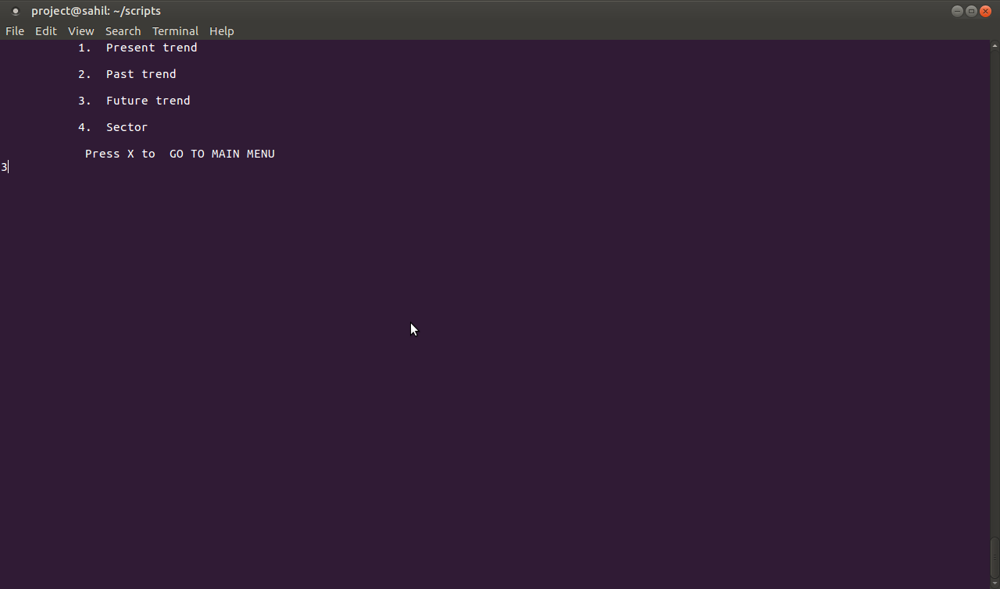 project@sahil: ~/scripts
File Edit View Search Terminal Help
1. Present trend
2. Past trend
3. Future trend
4. Sector
Press X to GO TO MAIN MENU
3